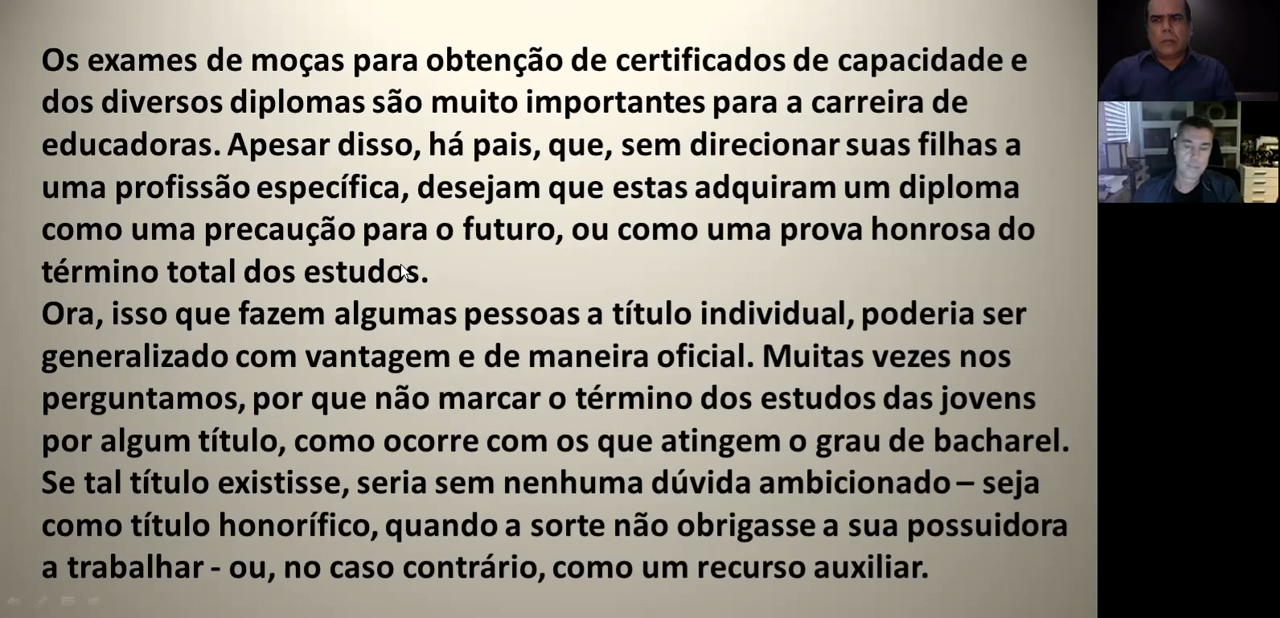 Os exames de moças para obtenção de certificados de capacidade e
dos diversos diplomas são muito importantes para a carreira de
educadoras. Apesar disso, há pais, que, sem direcionar suas filhas a
uma profissão específica, desejam que estas adquiram um diploma
como uma precaução para o futuro, ou como uma prova honrosa do
término total dos estudos.
Ora, isso que fazem algumas pessoas a título individual, poderia ser
generalizado com vantagem e de maneira oficial. Muitas vezes nos
perguntamos, por que não marcar o término dos estudos das jovens
por algum título, como ocorre com os que atingem o grau de bacharel.
Se tal título existisse, seria sem nenhuma dúvida ambicionado – seja
como título honorífico, quando a sorte não obrigasse a sua possuidora
a trabalhar - ou, no caso contrário, como um recurso auxiliar.